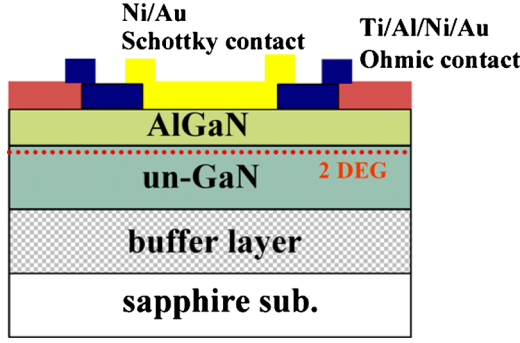 Ni/Au
Schottky contact
Ti/Al/Ni/Au
Ohmic contact
AlGaN
2 DEG
un-GaN
buffer layer
sapphire sub.